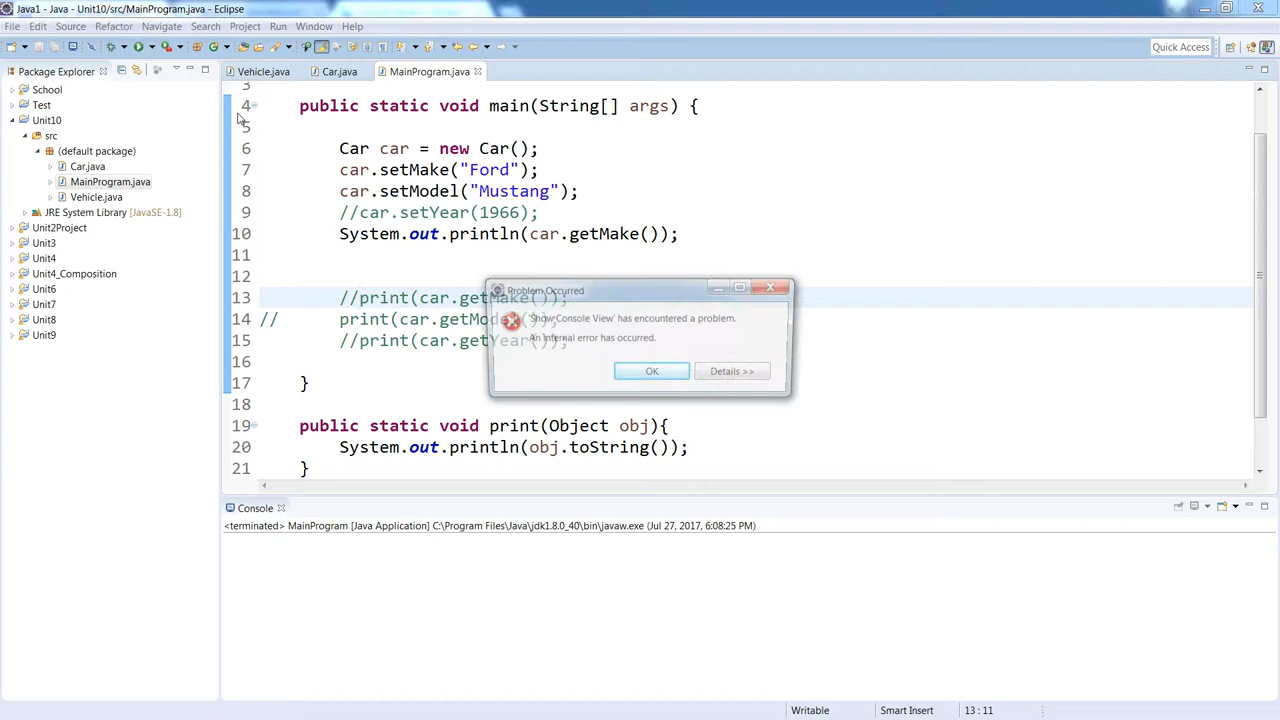 Java1 - Java - Unit10/src/MainProgram.java - Eclipse
File Edit Source Refactor Navigate Search Project Run Window Help
Quick Access
Package Explorer
School
Test
Unit10
src
(default package)
Car.java
MainProgram.java
Vehicle.java
JRE System Library [JavaSE-1.8]
Unit2Project
Unit3
Unit4
Unit4_Composition
Unit6
Unit7
Unit8
Unit9
Vehicle.java Car.java MainProgram.java
3
4 public static void main(String[] args) {
5
6 Car car = new Car();
7 car.setMake("Ford");
8 car.setModel("Mustang");
9 //car.setYear(1966);
10 System.out.println(car.getMake());
11
12
13 //print(car.getMake());
14 // print(car.getMode
15 //print(car.getYear());
16
17 }
18
19 public static void print(Object obj){
20 System.out.println(obj.toString());
21 }
Problem Occurred
'Show Console View' has encountered a problem.
An internal error has occurred.
OK Details >>
Console
<terminated> MainProgram [Java Application] C:\Program Files\Java\jdk1.8.0_40\bin\javaw.exe (Jul 27, 2017, 6:08:25 PM)
Writable Smart Insert 13 : 11